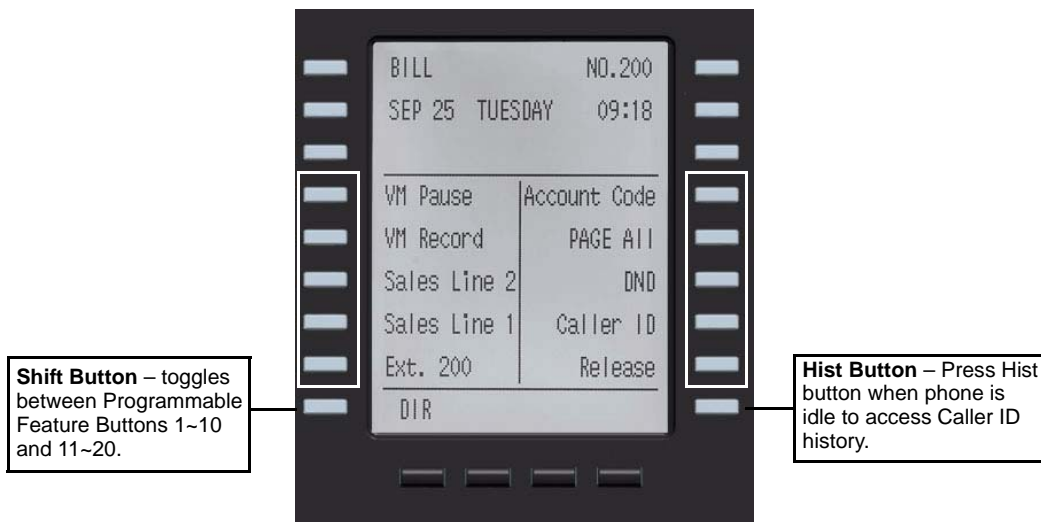 BILL NO.200
SEP 25 TUESDAY 09:18
VM Pause Account Code
VM Record PAGE All
Sales Line 2 DND
Sales Line 1 Caller ID
Ext. 200 Release
DIR
Shift Button – toggles
between Programmable
Feature Buttons 1~10
and 11~20.
Hist Button – Press Hist
button when phone is
idle to access Caller ID
history.